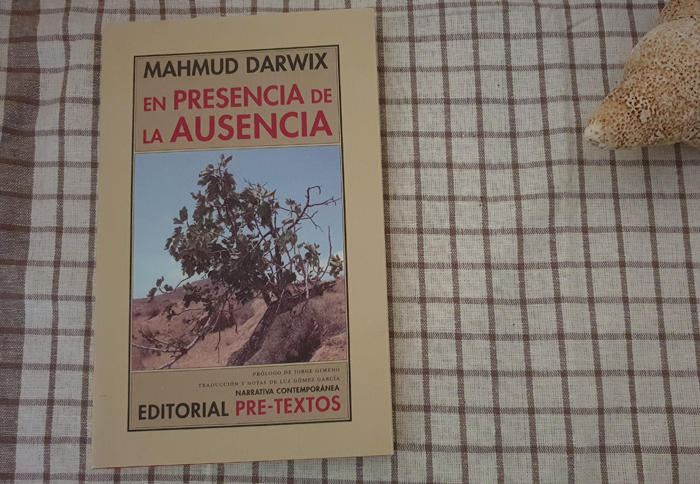 MAHMUD DARWIX
EN PRESENCIA DE
LA AUSENCIA
PRÓLOGO DE JORGE GIMENO
TRADUCCIÓN Y NOTAS DE LUZ GÓMEZ GARCÍA
NARRATIVA CONTEMPORÁNEA
EDITORIAL PRE-TEXTOS